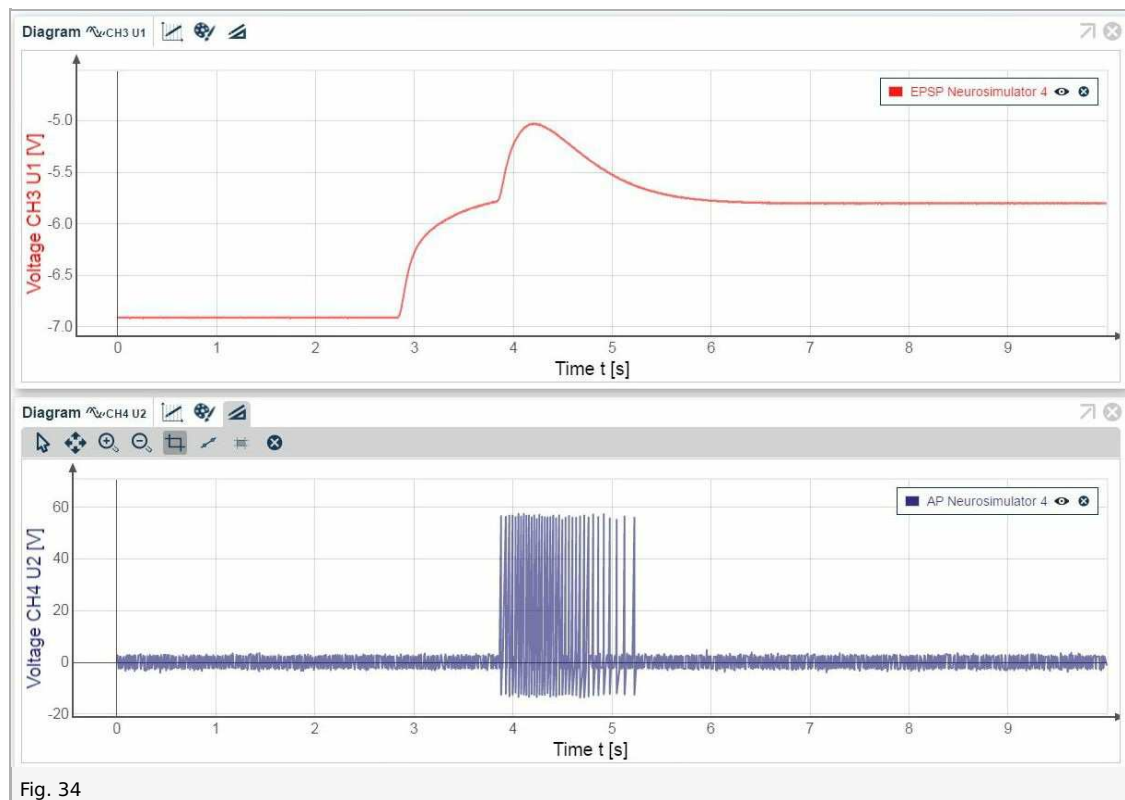 Diagram CH3 U1
EPSP Neurosimulator 4
Voltage CH3 U1 [V]
-5.0
-5.5
-6.0
-6.5
-7.0
0 1 2 3 4 5 6 7 8 9
Time t [s]
Diagram CH4 U2
AP Neurosimulator 4
Voltage CH4 U2 [V]
60
40
20
0
-20
0 1 2 3 4 5 6 7 8 9
Time t [s]
Fig. 34